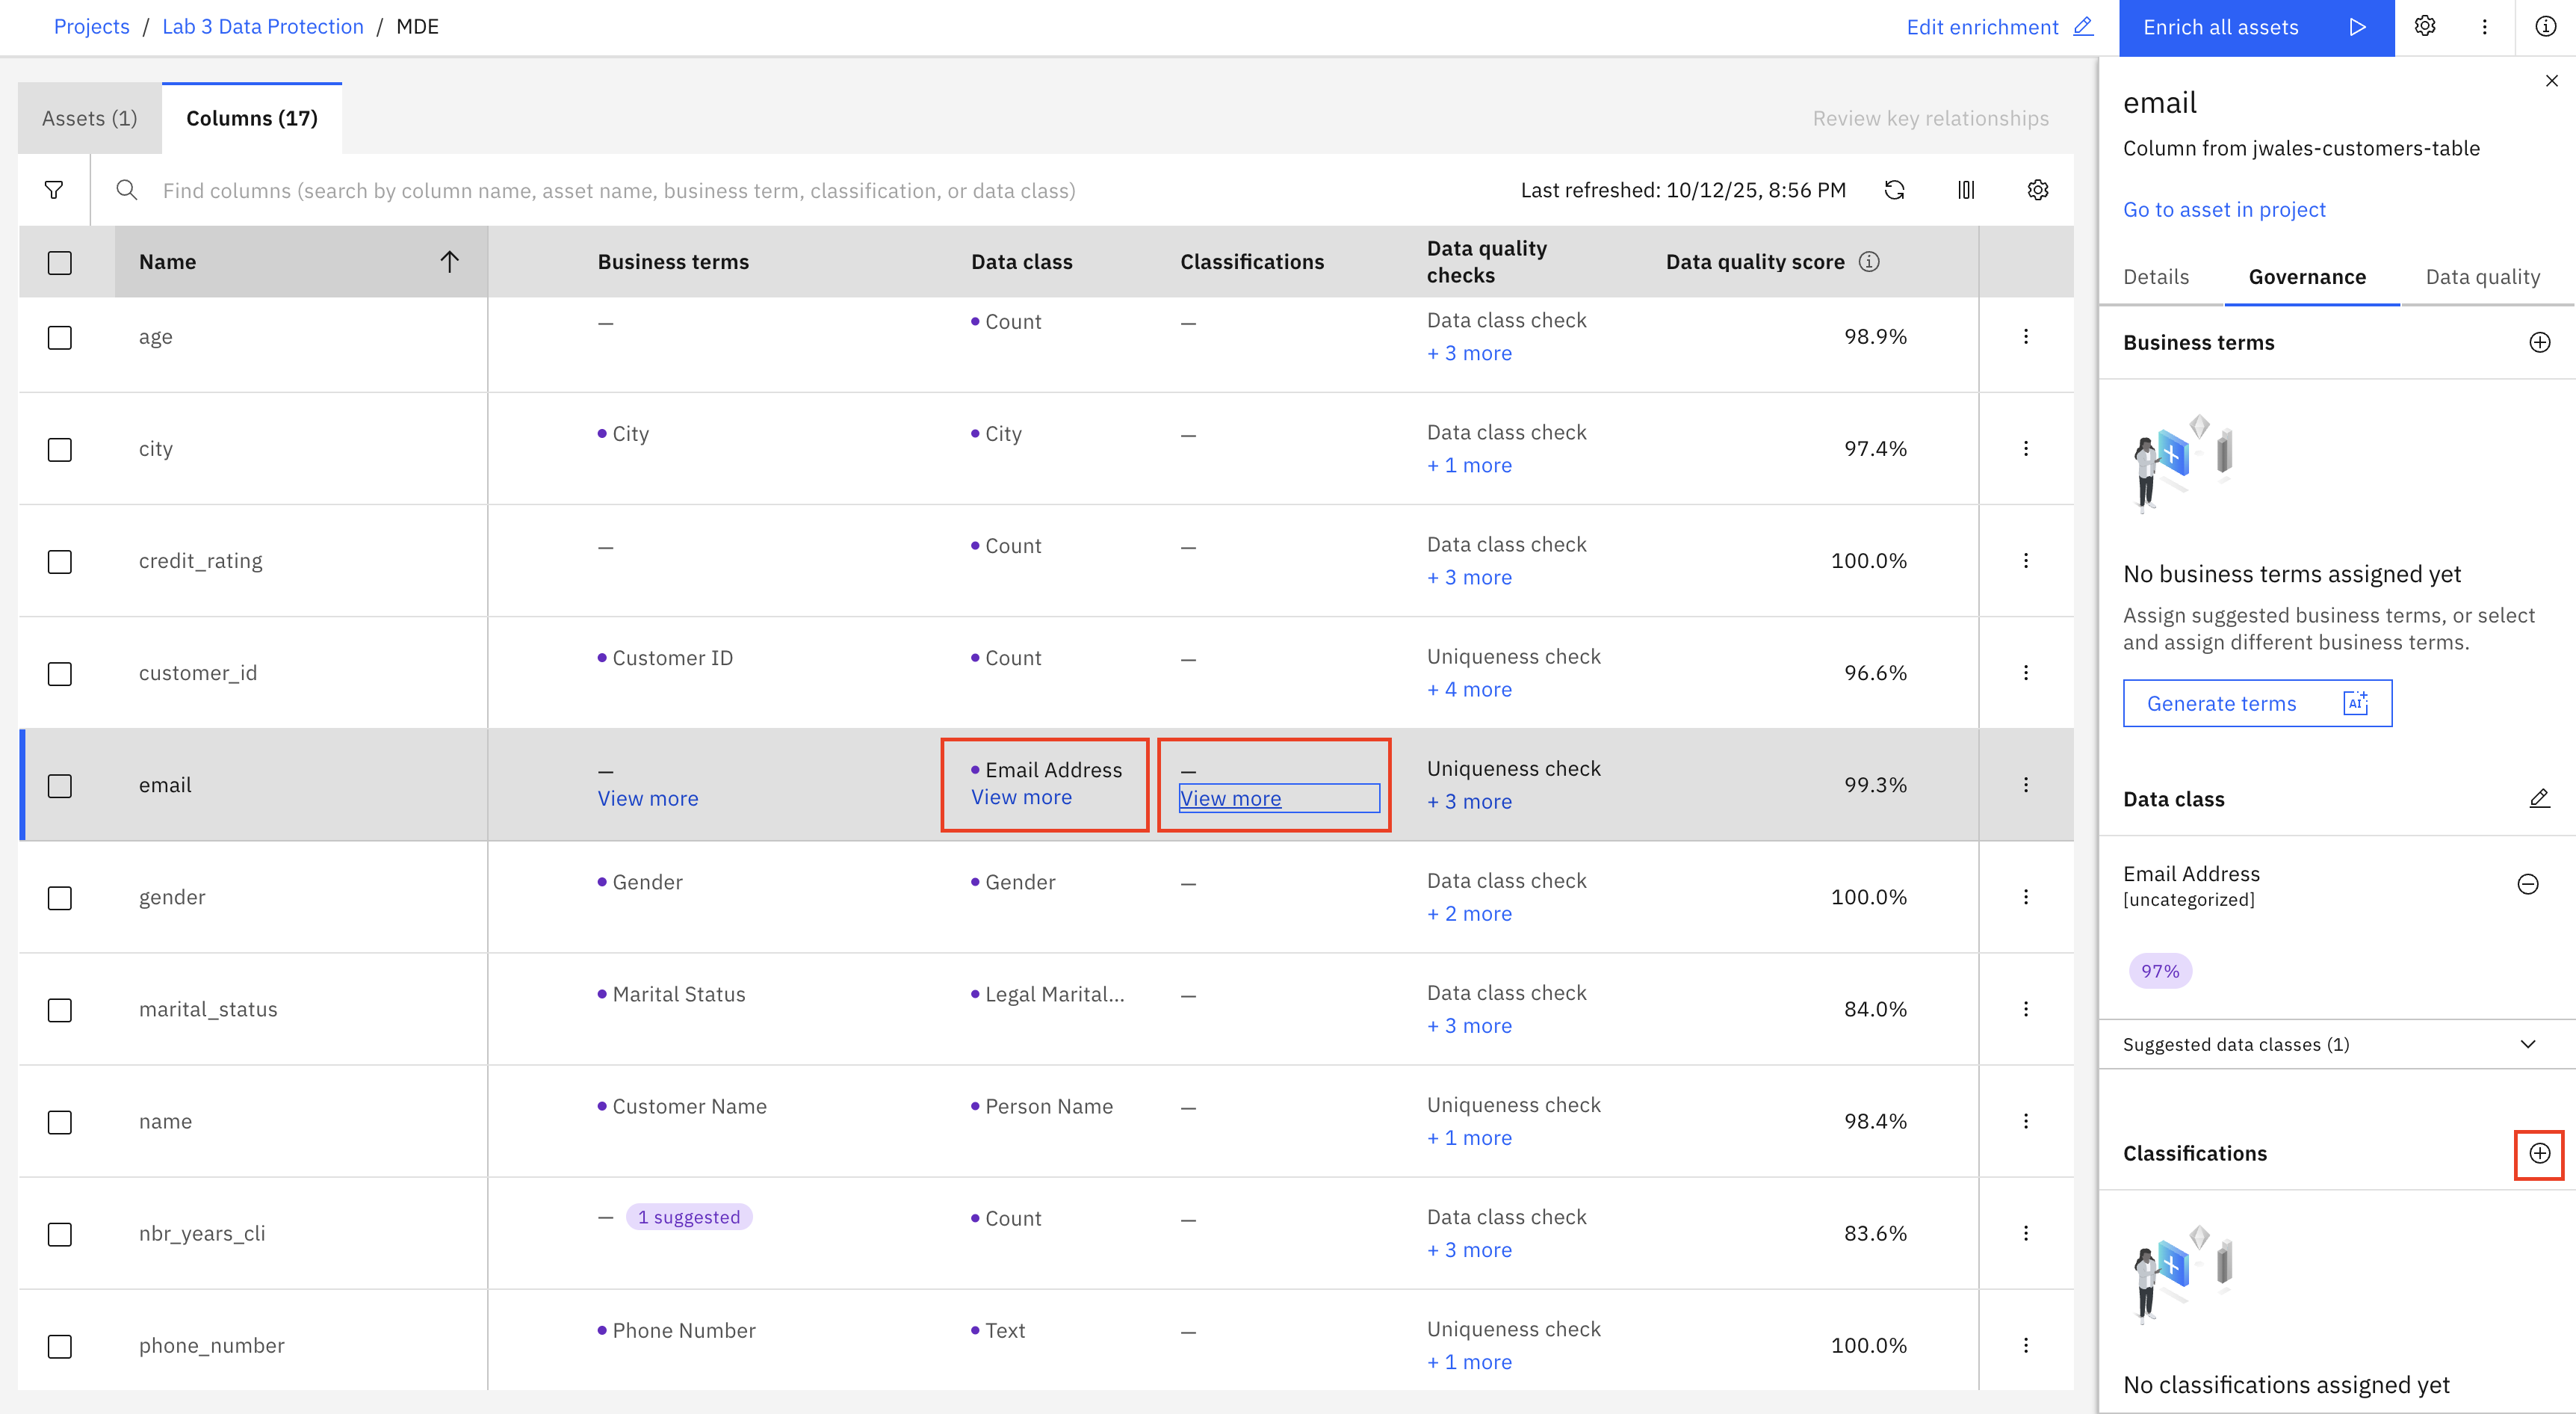 Projects / Lab 3 Data Protection / MDE
Edit enrichment
Enrich all assets
Assets (1)
Columns (17)
Review key relationships
Find columns (search by column name, asset name, business term, classification, or data class)
Last refreshed: 10/12/25, 8:56 PM
Name
Business terms
Data class
Classifications
Data quality
checks
Data quality score
age
—
Count
—
Data class check
+ 3 more
98.9%
city
City
City
—
Data class check
+ 1 more
97.4%
credit_rating
—
Count
—
Data class check
+ 3 more
100.0%
customer_id
Customer ID
Count
—
Uniqueness check
+ 4 more
96.6%
email
—
View more
Email Address
View more
—
View more
Uniqueness check
+ 3 more
99.3%
gender
Gender
Gender
—
Data class check
+ 2 more
100.0%
marital_status
Marital Status
Legal Marital...
—
Data class check
+ 3 more
84.0%
name
Customer Name
Person Name
—
Uniqueness check
+ 1 more
98.4%
nbr_years_cli
— 1 suggested
Count
—
Data class check
+ 3 more
83.6%
phone_number
Phone Number
Text
—
Uniqueness check
+ 1 more
100.0%
email
Column from jwales-customers-table
Go to asset in project
Details
Governance
Data quality
Business terms
No business terms assigned yet
Assign suggested business terms, or select
and assign different business terms.
Generate terms
AI
Data class
Email Address
[uncategorized]
97%
Suggested data classes (1)
Classifications
No classifications assigned yet